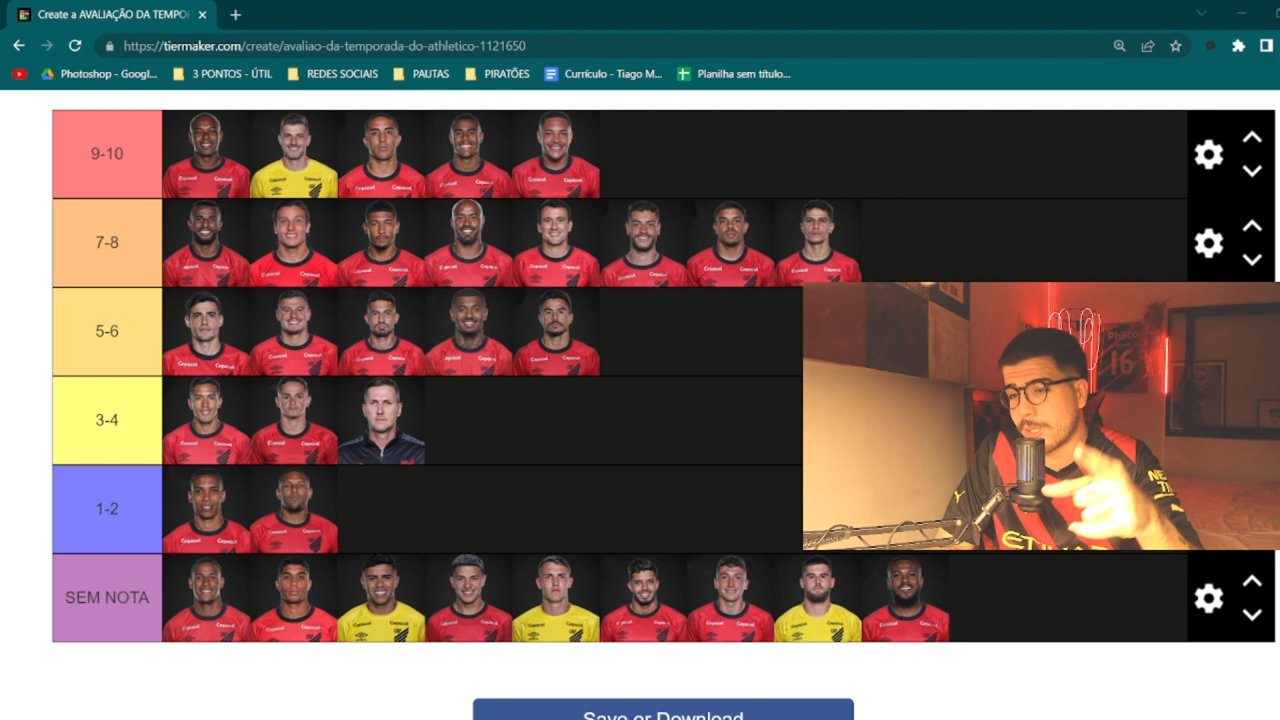 Create a AVALIAÇÃO DA TEMPO
https://tiermaker.com/create/avaliao-da-temporada-do-athletico-1121650
Photoshop - Googl... 3 PONTOS - ÚTIL REDES SOCIAIS PAUTAS PIRATÕES Currículo - Tiago M... Planilha sem título...
9-10
7-8
5-6
Philco
16
3-4
1-2
SEM NOTA
Save or Download